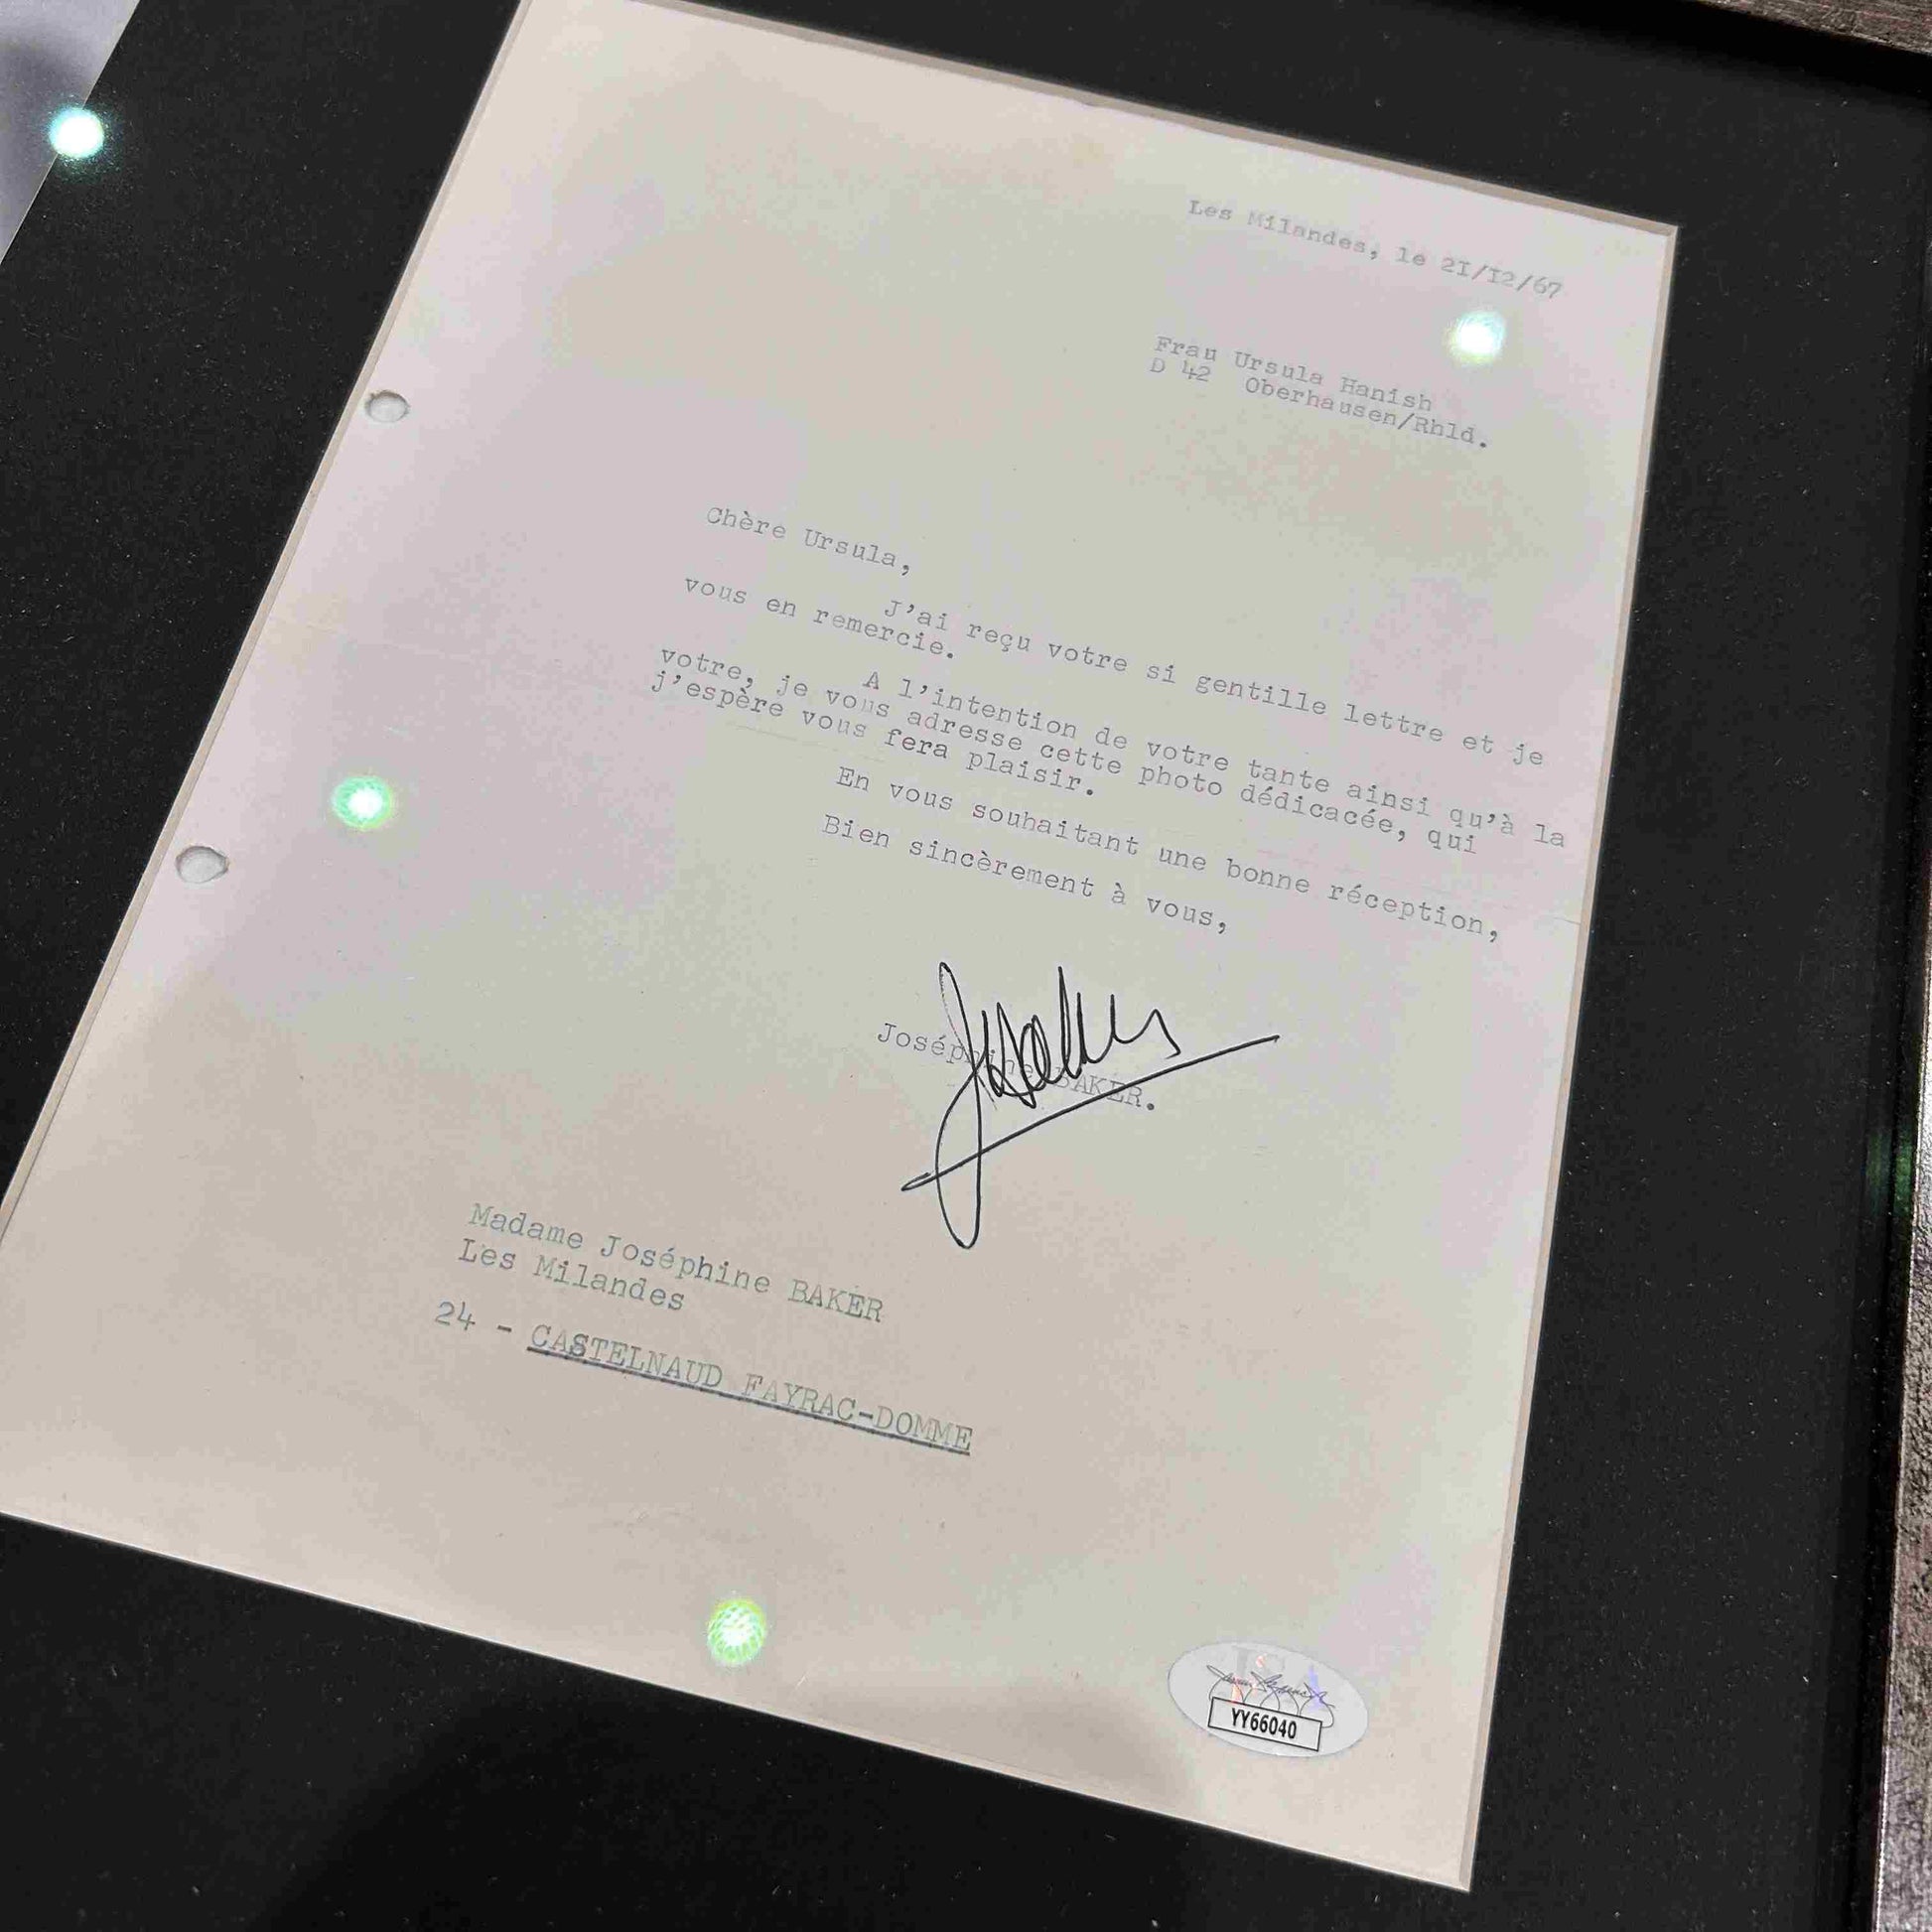 Les Milandes, le 2I/I2/67
Frau Ursula Hanish
D 42 Oberhausen/Rhld.
Chère Ursula,
J'ai reçu votre si gentille lettre et je
vous en remercie.
A l'intention de votre tante ainsi qu'à la
votre, je vous adresse cette photo dédicacée, qui
j'espère vous fera plaisir.
En vous souhaitant une bonne réception,
Bien sincèrement à vous,
Joséphine BAKER.
Madame Joséphine BAKER
Les Milandes
24 - CASTELNAUD FAYRAC-DOMME
JSA
YY66040